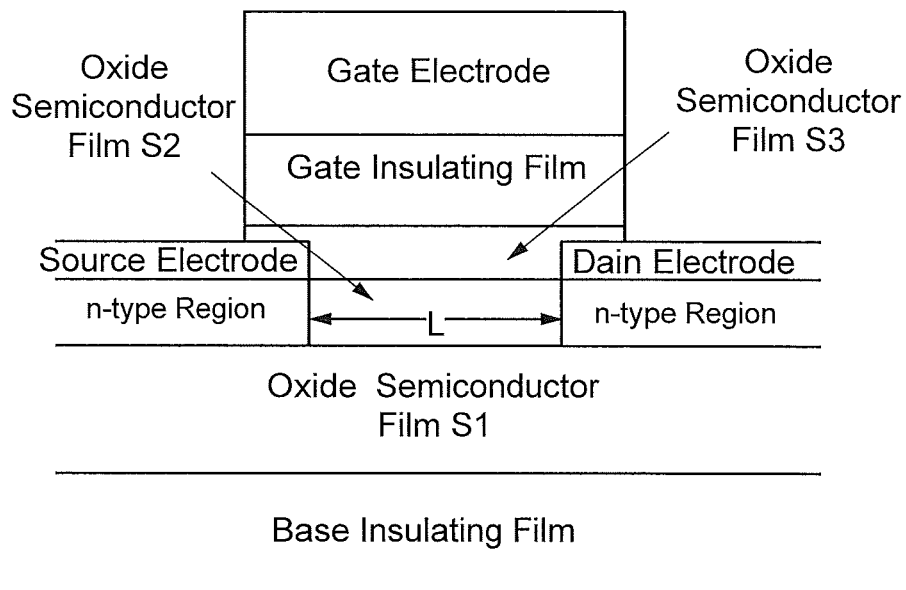 Gate Electrode
Oxide
Semiconductor
Film S2
Oxide
Semiconductor
Film S3
Gate Insulating Film
Source Electrode
Dain Electrode
n-type Region
n-type Region
L
Oxide Semiconductor
Film S1
Base Insulating Film